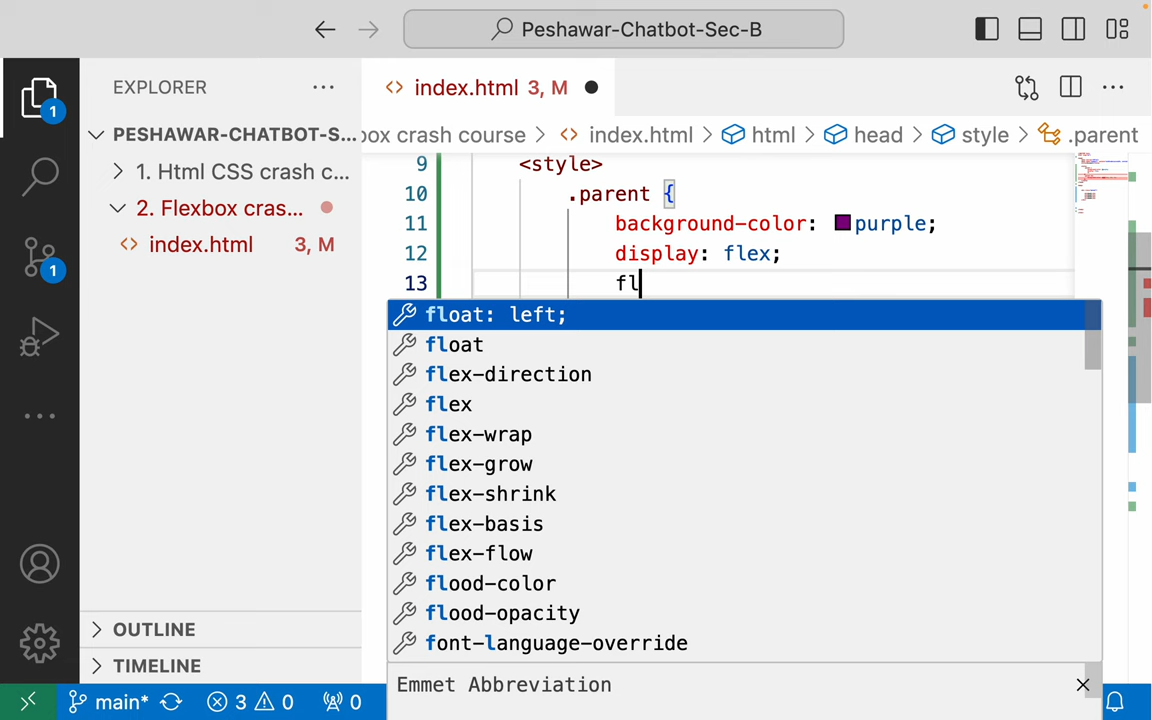 Peshawar-Chatbot-Sec-B
EXPLORER
index.html 3, M
1
PESHAWAR-CHATBOT-S...
box crash course > index.html > html > head > style > .parent
1. Html CSS crash c...
2. Flexbox cras...
index.html 3, M
1
9 <style>
10 .parent {
11 background-color: purple;
12 display: flex;
13 fl
float: left;
float
flex-direction
flex
flex-wrap
flex-grow
flex-shrink
flex-basis
flex-flow
flood-color
flood-opacity
font-language-override
Emmet Abbreviation
OUTLINE
TIMELINE
main* 3 0 0